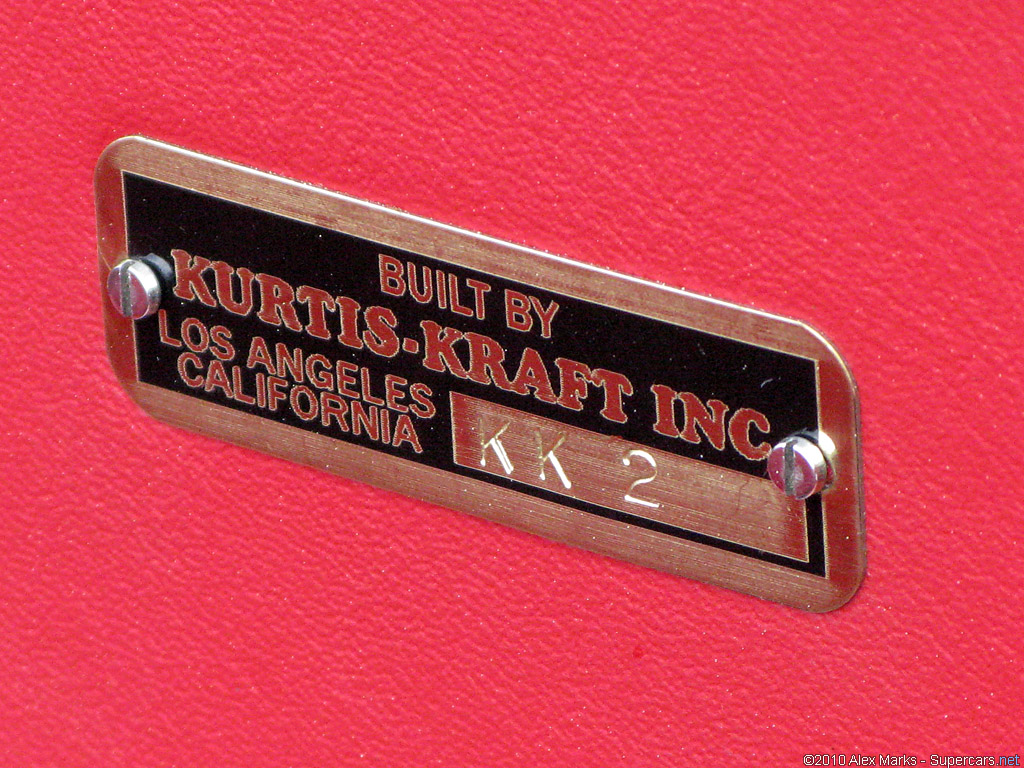 BUILT BY
KURTIS-KRAFT INC
LOS ANGELES
CALIFORNIA
KK 2
©2010 Alex Marks - Supercars.net